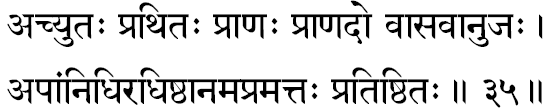 अच्युतः प्रथितः प्राणः प्राणदो वासवानुजः ।
अपांनिधिरधिष्ठानमप्रमत्तः प्रतिष्ठितः ॥ ३५ ॥